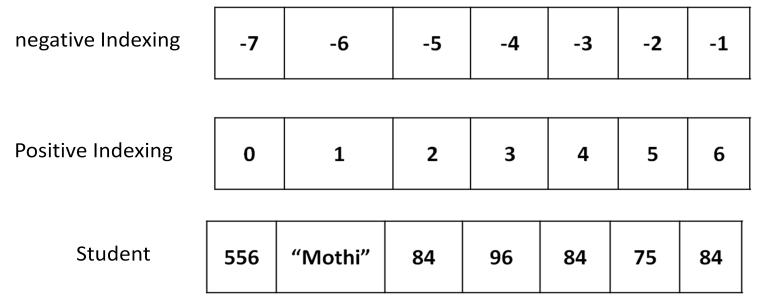 negative Indexing -7 -6 -5 -4 -3 -2 -1
Positive Indexing 0 1 2 3 4 5 6
Student 556 “Mothi” 84 96 84 75 84